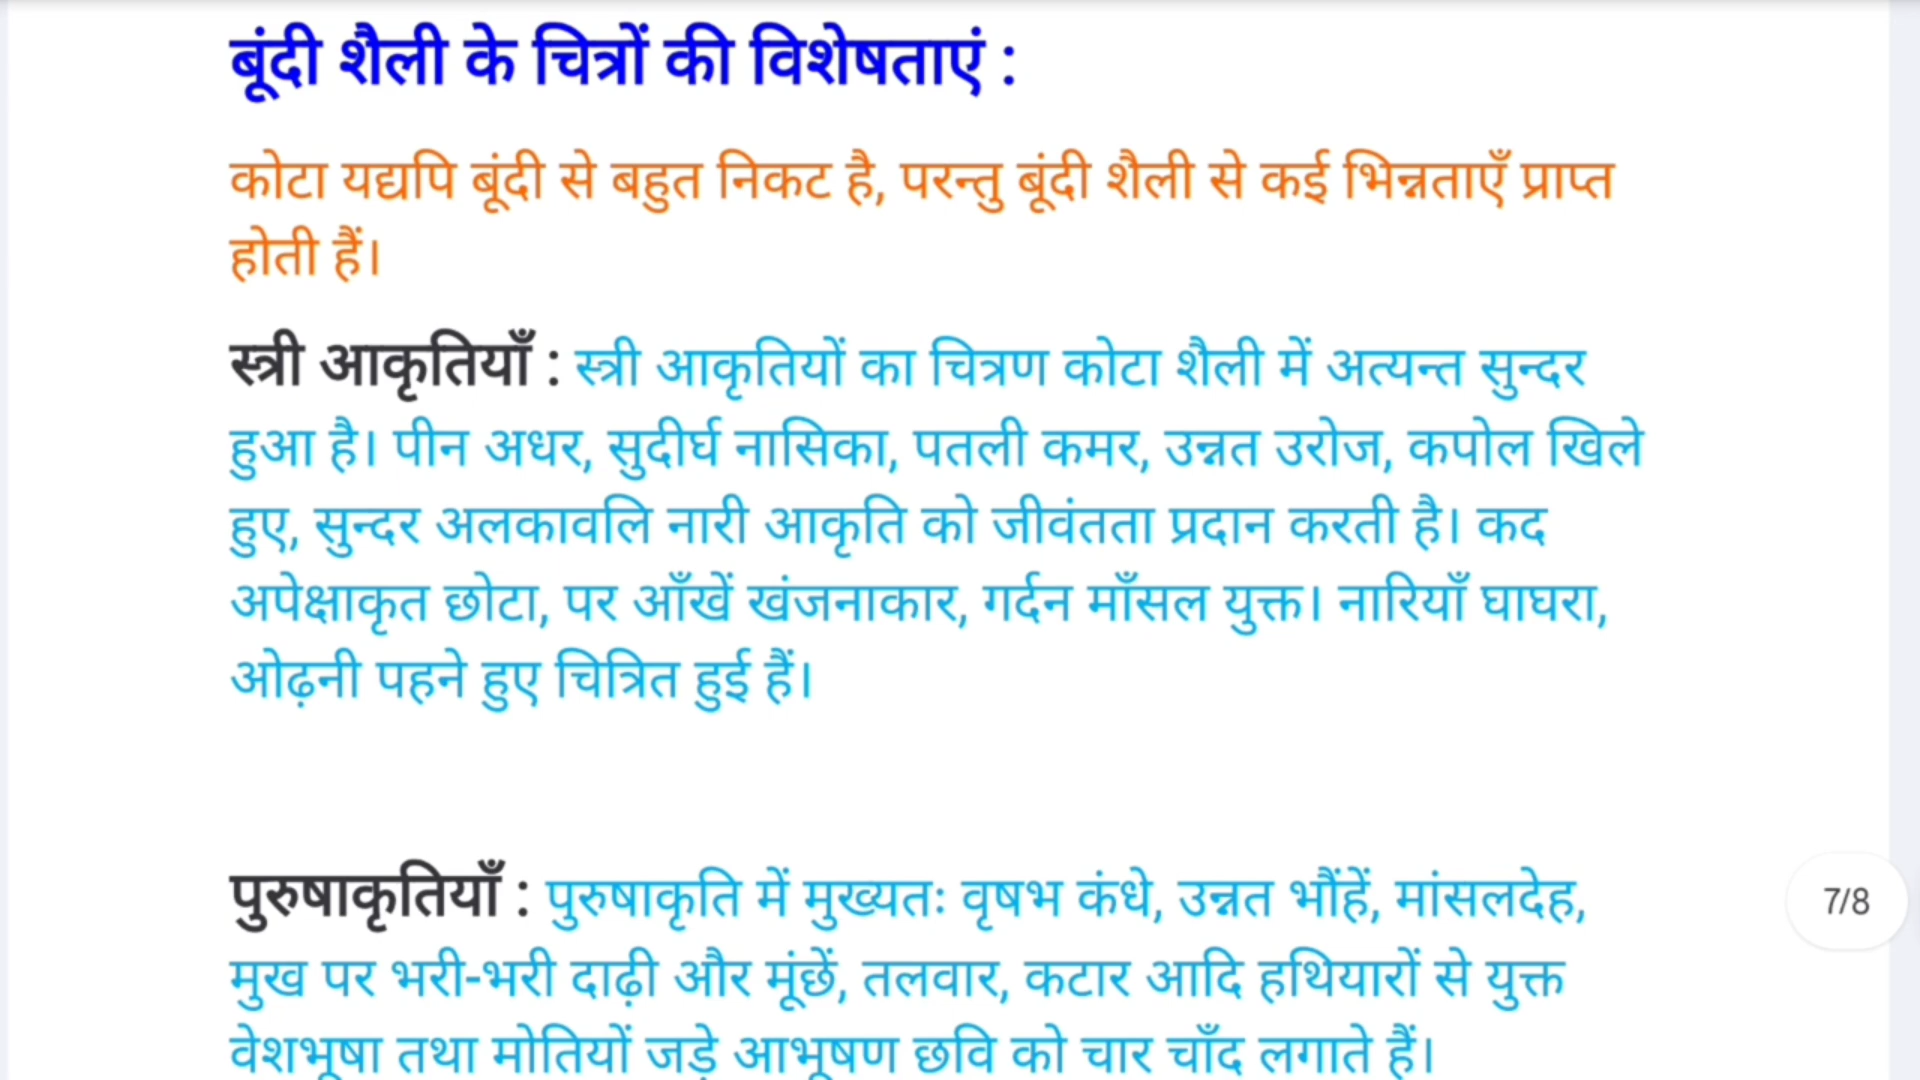 बूंदी शैली के चित्रों की विशेषताएं :
कोटा यद्यपि बूंदी से बहुत निकट है, परन्तु बूंदी शैली से कई भिन्नताएँ प्राप्त
होती हैं।
स्त्री आकृतियाँ : स्त्री आकृतियों का चित्रण कोटा शैली में अत्यन्त सुन्दर
हुआ है। पीन अधर, सुदीर्घ नासिका, पतली कमर, उन्नत उरोज, कपोल खिले
हुए, सुन्दर अलकावलि नारी आकृति को जीवंतता प्रदान करती है। कद
अपेक्षाकृत छोटा, पर आँखें खंजनाकार, गर्दन माँसल युक्त। नारियाँ घाघरा,
ओढ़नी पहने हुए चित्रित हुई हैं।
पुरुषाकृतियाँ : पुरुषाकृति में मुख्यतः वृषभ कंधे, उन्नत भौंहें, मांसलदेह,
7/8
मुख पर भरी-भरी दाढ़ी और मूंछें, तलवार, कटार आदि हथियारों से युक्त
वेशभूषा तथा मोतियों जड़े आभूषण छवि को चार चाँद लगाते हैं।